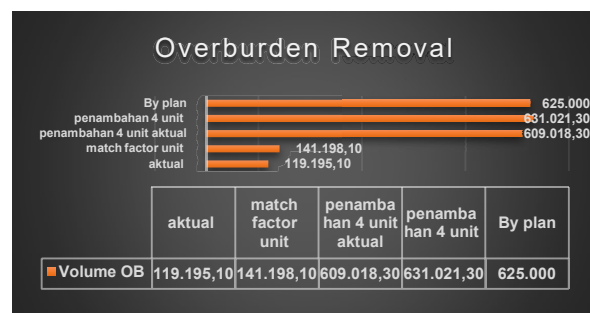 Overburden Removal
By plan 625.000
penambahan 4 unit 631.021,30
penambahan 4 unit aktual 609.018,30
match factor unit 141.198,10
aktual 119.195,10
aktual match factor unit penamba han 4 unit aktual penamba han 4 unit By plan
Volume OB 119.195,10 141.198,10 609.018,30 631.021,30 625.000